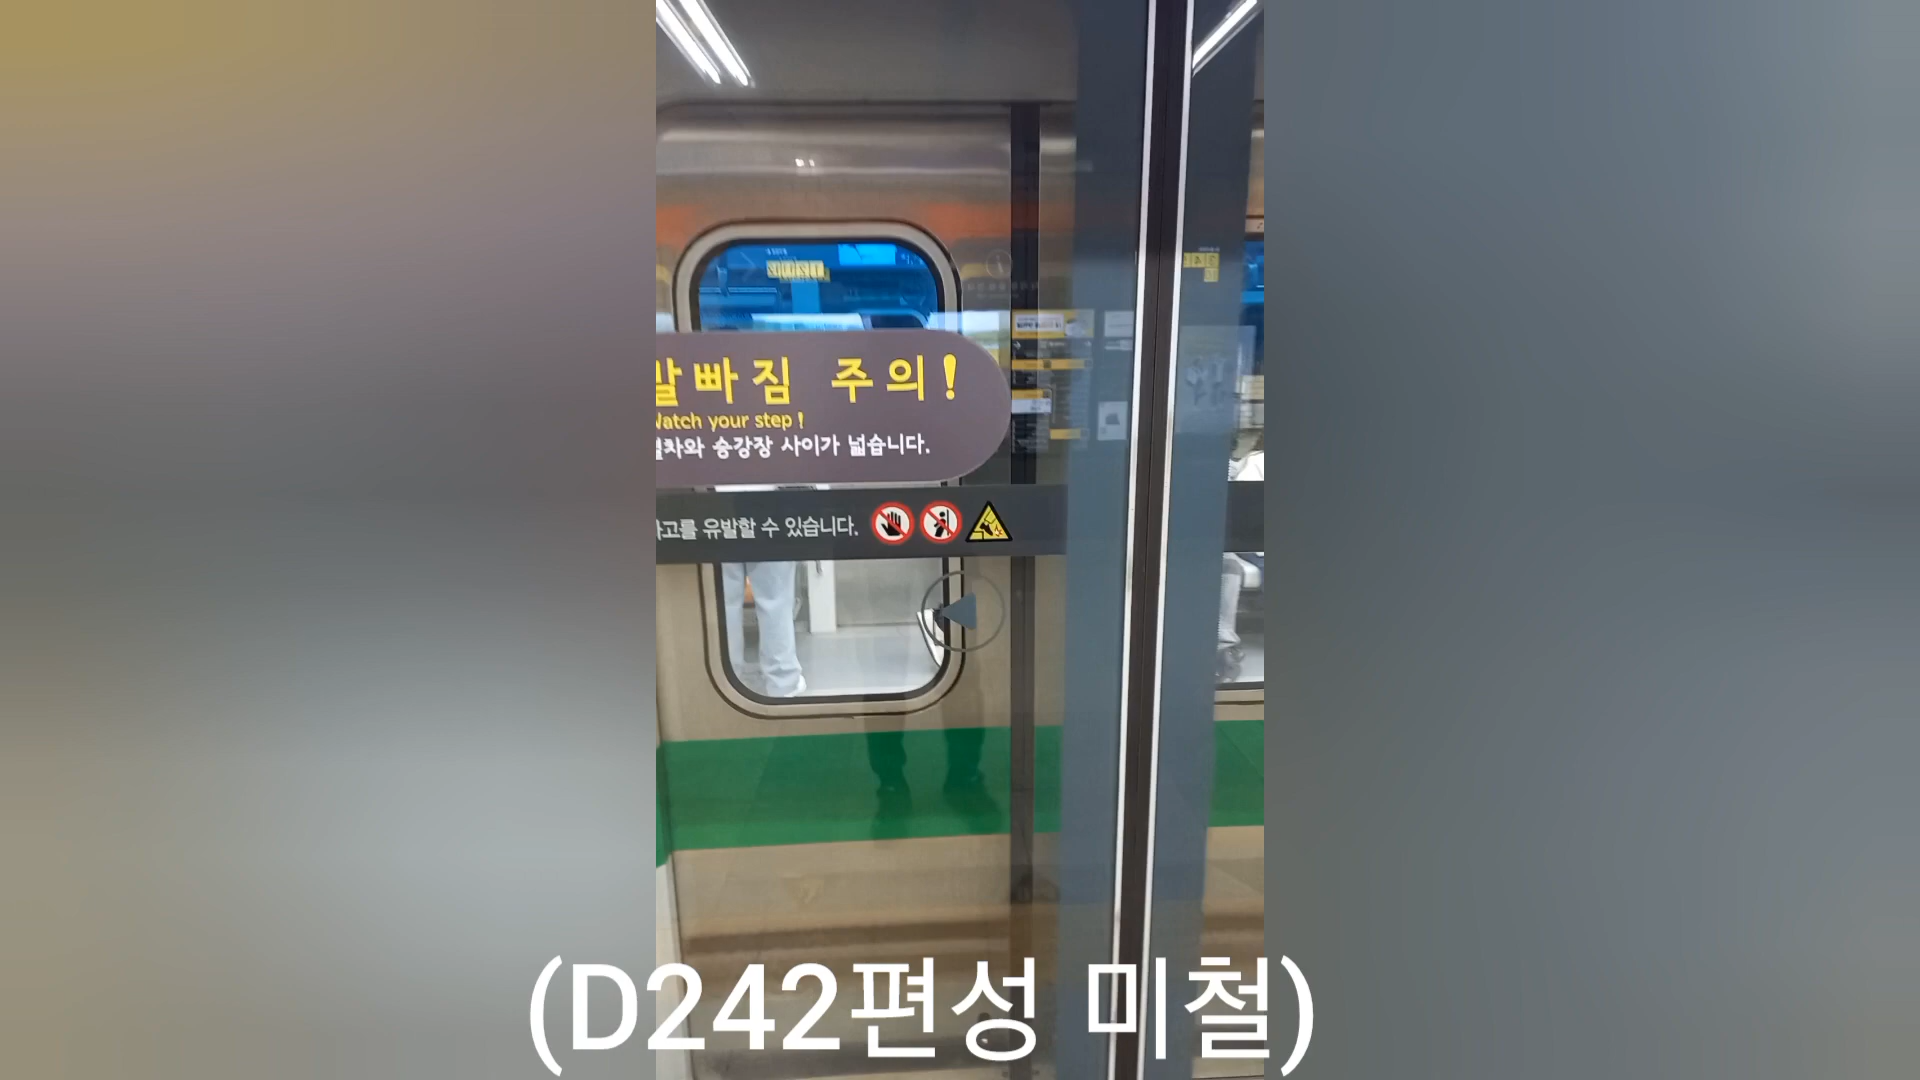 발빠짐 주의!
Watch your step!
열차와 승강장 사이가 넓습니다.
사고를 유발할 수 있습니다.
(D242편성 미철)